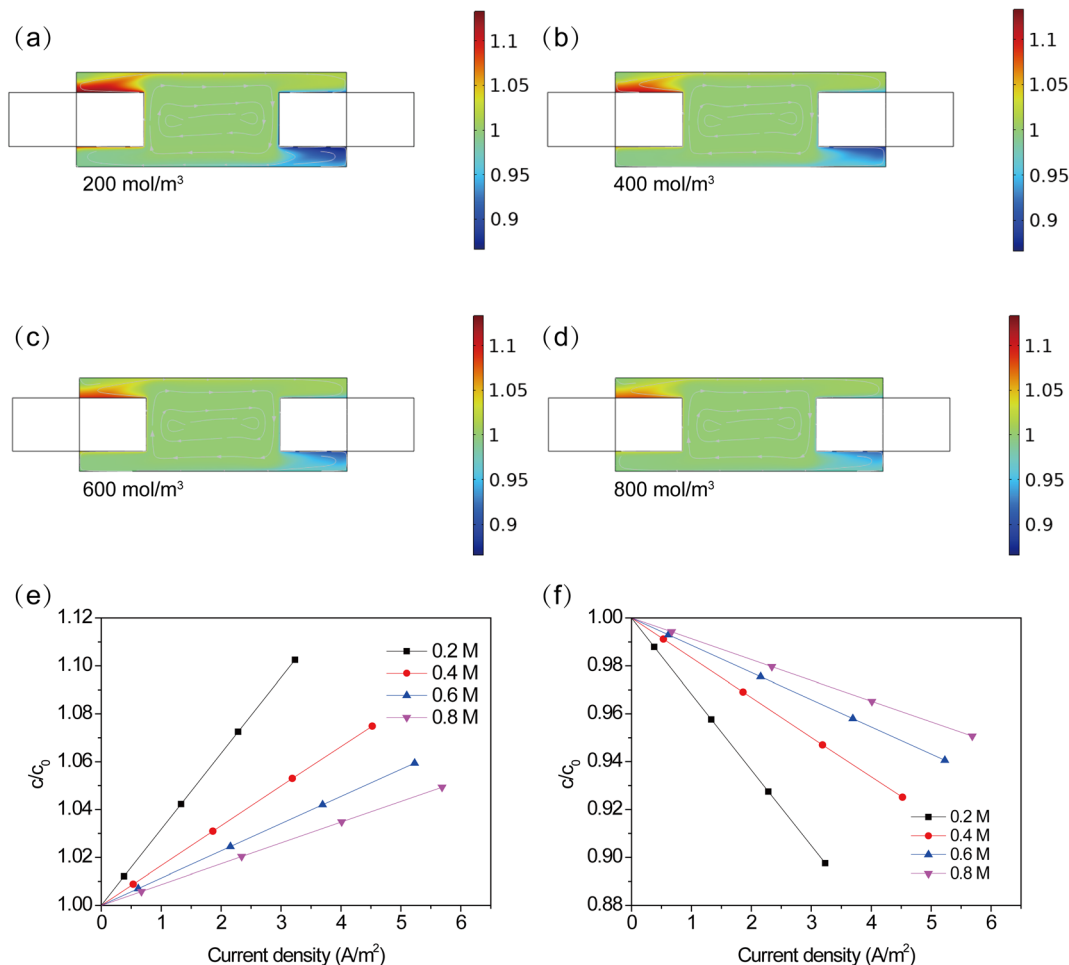 (a)
1.1
1.05
1
0.95
0.9
200 mol/m³
(b)
1.1
1.05
1
0.95
0.9
400 mol/m³
(c)
1.1
1.05
1
0.95
0.9
600 mol/m³
(d)
1.1
1.05
1
0.95
0.9
800 mol/m³
(e)
1.12
1.10
1.08
1.06
1.04
1.02
1.00
c/c₀
0 1 2 3 4 5 6
Current density (A/m²)
0.2 M
0.4 M
0.6 M
0.8 M
(f)
1.00
0.98
0.96
0.94
0.92
0.90
0.88
c/c₀
0 1 2 3 4 5 6
Current density (A/m²)
0.2 M
0.4 M
0.6 M
0.8 M